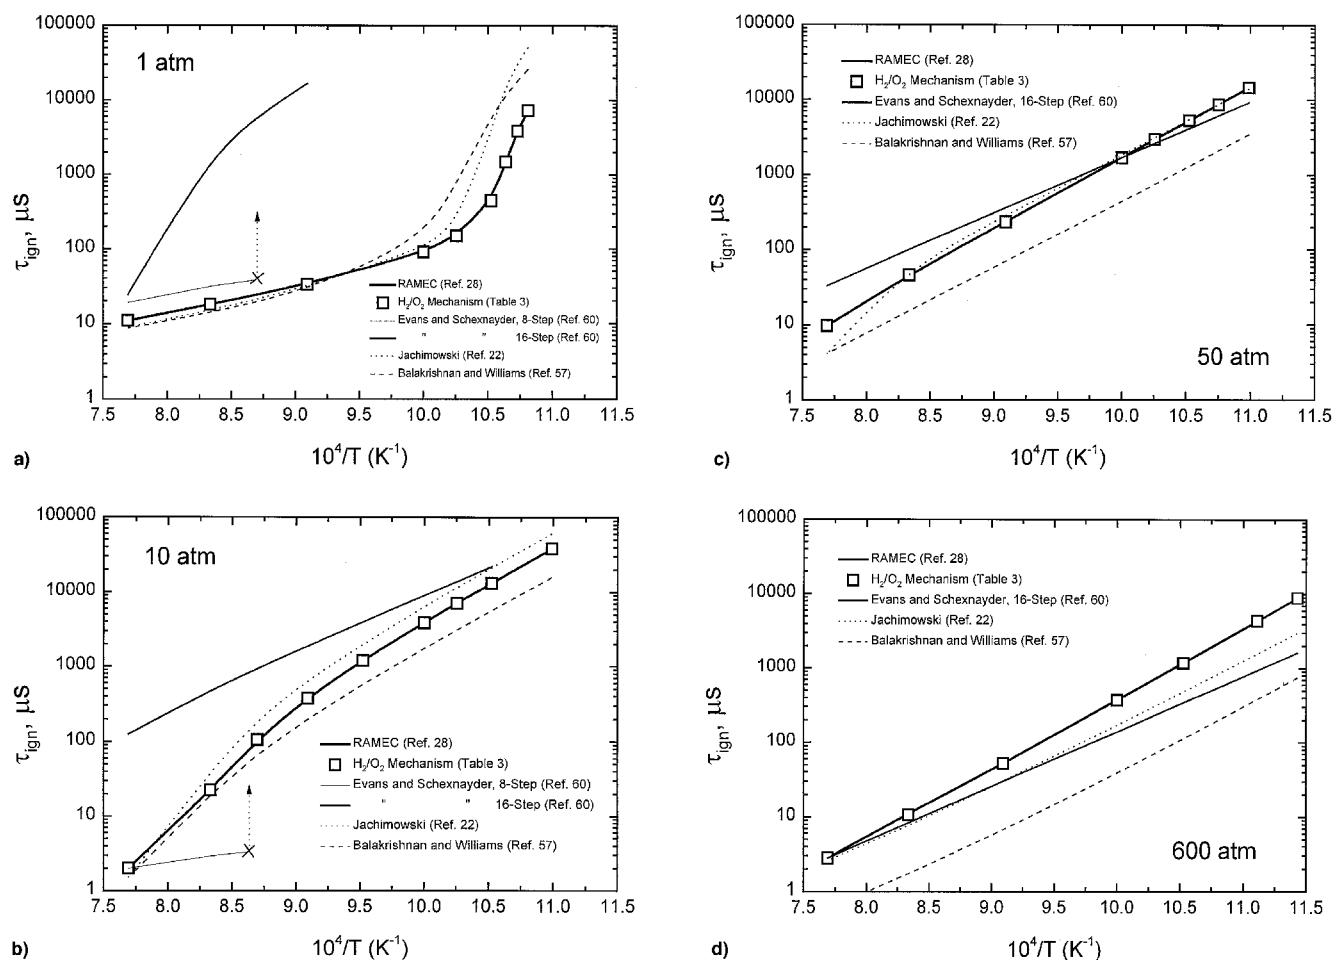 1 atm
100000
10000
1000
100
10
1
τign, μS
RAMEC (Ref. 28)
H2/O2 Mechanism (Table 3)
Evans and Schexnayder, 8-Step (Ref. 60)
" " 16-Step (Ref. 60)
Jachimowski (Ref. 22)
Balakrishnan and Williams (Ref. 57)
7.5 8.0 8.5 9.0 9.5 10.0 10.5 11.0 11.5
10^4/T (K^-1)
a)
10 atm
100000
10000
1000
100
10
1
τign, μs
RAMEC (Ref. 28)
H2/O2 Mechanism (Table 3)
Evans and Schexnayder, 8-Step (Ref. 60)
" " 16-Step (Ref. 60)
Jachimowski (Ref. 22)
Balakrishnan and Williams (Ref. 57)
7.5 8.0 8.5 9.0 9.5 10.0 10.5 11.0 11.5
10^4/T (K^-1)
b)
100000
10000
1000
100
10
1
τign, μS
RAMEC (Ref. 28)
H2/O2 Mechanism (Table 3)
Evans and Schexnayder, 16-Step (Ref. 60)
Jachimowski (Ref. 22)
Balakrishnan and Williams (Ref. 57)
50 atm
7.5 8.0 8.5 9.0 9.5 10.0 10.5 11.0 11.5
10^4/T (K^-1)
c)
100000
10000
1000
100
10
1
τign, μS
RAMEC (Ref. 28)
H2/O2 Mechanism (Table 3)
Evans and Schexnayder, 16-Step (Ref. 60)
Jachimowski (Ref. 22)
Balakrishnan and Williams (Ref. 57)
600 atm
7.5 8.0 8.5 9.0 9.5 10.0 10.5 11.0 11.5
10^4/T (K^-1)
d)